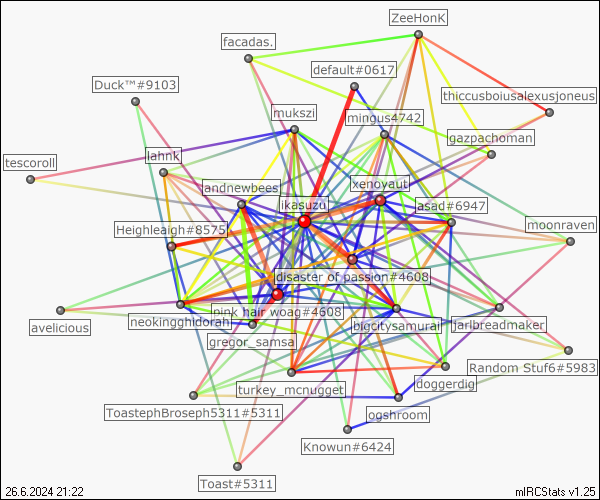 ZeeHonK
facadas.
default#0617
Duck™#9103
thiccusboiusalexusjoneus
mukszi
mingus4742
gazpachoman
tescoroll
lahnk
xenoyaut
andnewbees
ikasuzu
asad#6947
Heighleaigh#8575
moonraven
disaster of passion#4608
pink hair woag#4608
avelicious
neokingghidorah
bigcitysamurai
jarlbreadmaker
gregor_samsa
Random Stuf6#5983
doggerdig
turkey_mcnugget
ToastephBroseph5311#5311
ogshroom
Knowun#6424
Toast#5311
26.6.2024 21:22
mIRCStats v1.25